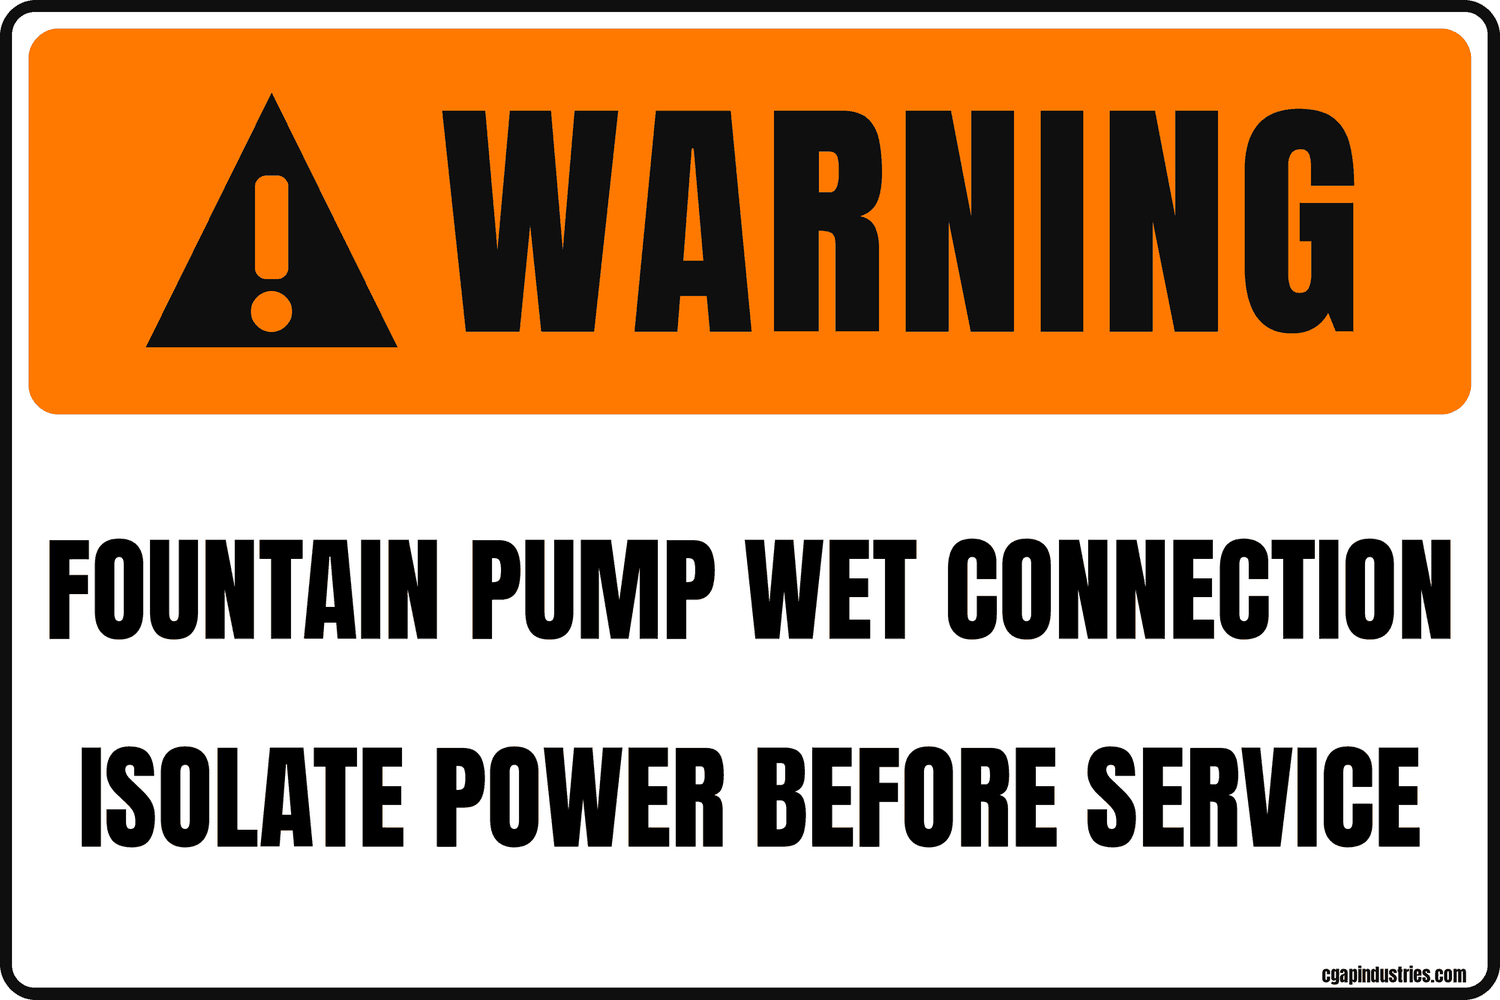 WARNING
FOUNTAIN PUMP WET CONNECTION
ISOLATE POWER BEFORE SERVICE
cgapindustries.com